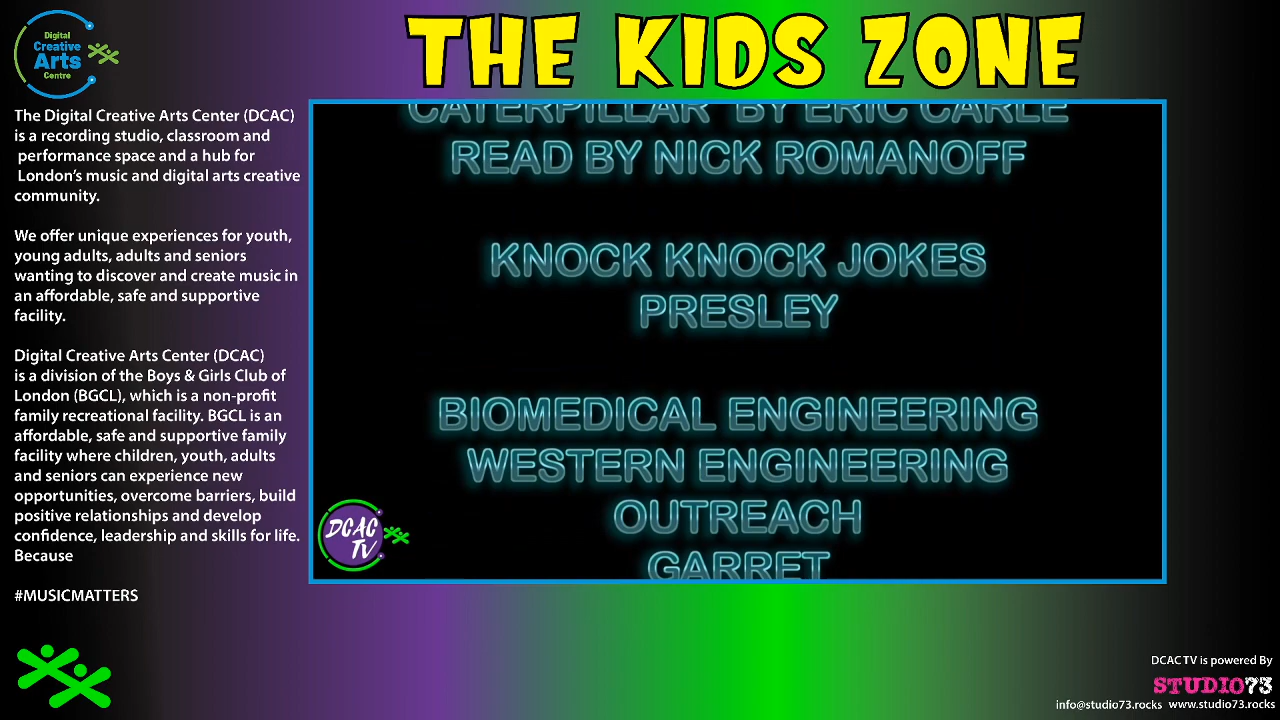 Digital
Creative
Arts
Centre
THE KIDS ZONE
The Digital Creative Arts Center (DCAC)
is a recording studio, classroom and
performance space and a hub for
London's music and digital arts creative
community.
We offer unique experiences for youth,
young adults, adults and seniors
wanting to discover and create music in
an affordable, safe and supportive
facility.
Digital Creative Arts Center (DCAC)
is a division of the Boys & Girls Club of
London (BGCL), which is a non-profit
family recreational facility. BGCL is an
affordable, safe and supportive family
facility where children, youth, adults
and seniors can experience new
opportunities, overcome barriers, build
positive relationships and develop
confidence, leadership and skills for life.
Because
#MUSICMATTERS
CATERPILLAR BY ERIC CARLE
READ BY NICK ROMANOFF
KNOCK KNOCK JOKES
PRESLEY
BIOMEDICAL ENGINEERING
WESTERN ENGINEERING
OUTREACH
GARRET
DCAC
TV
DCAC TV is powered By
STUDIO73
info@studio73.rocks www.studio73.rocks